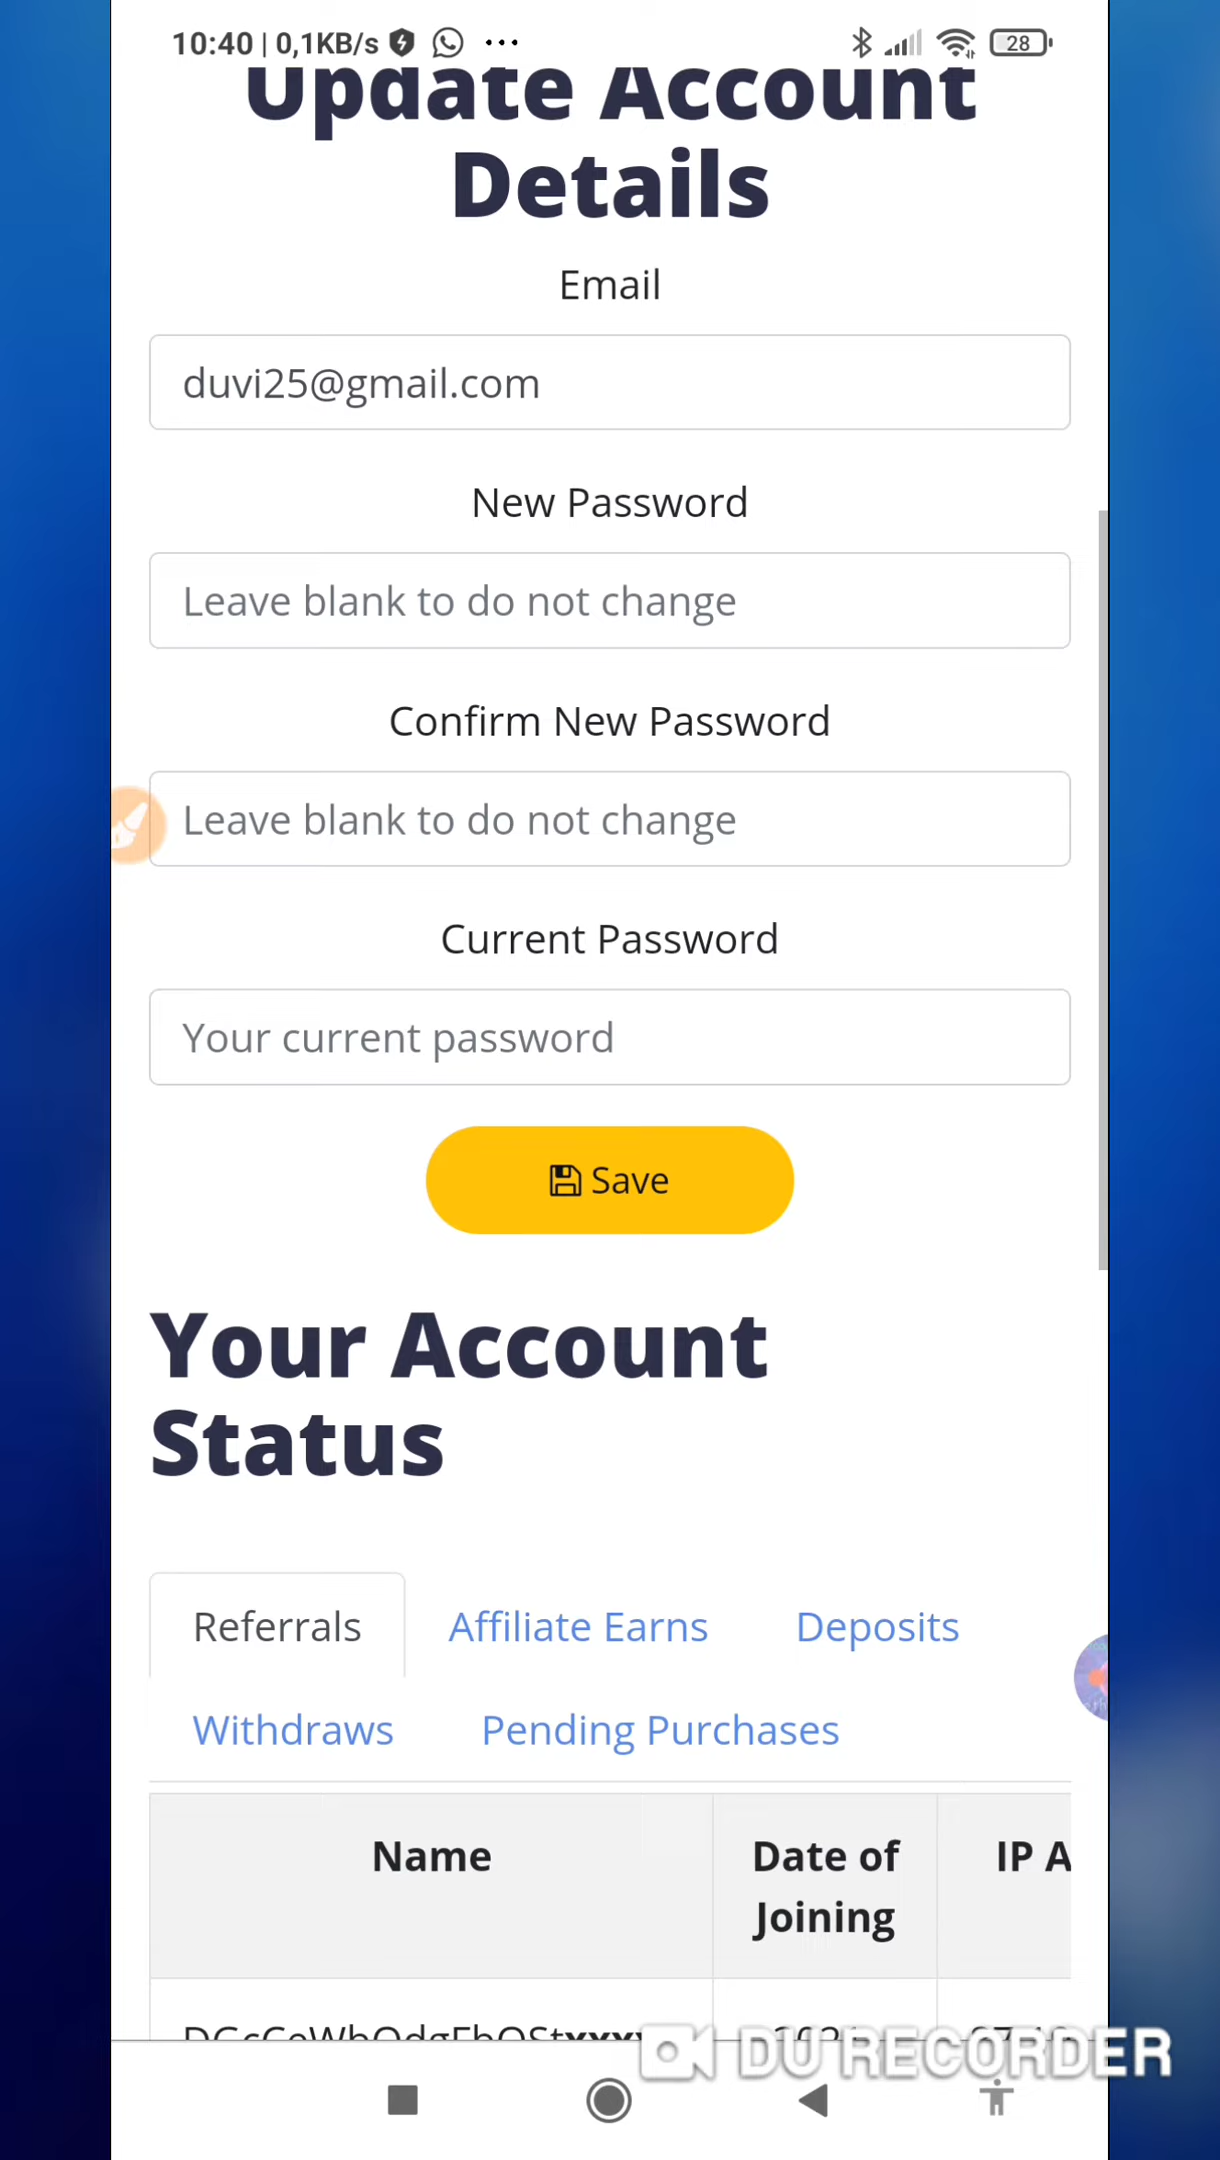 10:40 | 0,1KB/s ... 28
Update Account
Details
Email
duvi25@gmail.com
New Password
Leave blank to do not change
Confirm New Password
Leave blank to do not change
Current Password
Your current password
Save
Your Account
Status
Referrals Affiliate Earns Deposits
Withdraws Pending Purchases
Name Date of IP A
Joining
DU RECORDER